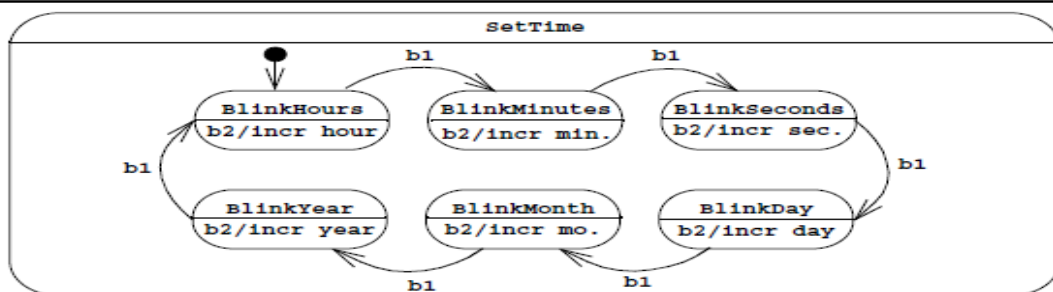 SetTime
b1
b1
BlinkHours
b2/incr hour
BlinkMinutes
b2/incr min.
BlinkSeconds
b2/incr sec.
b1
b1
BlinkYear
b2/incr year
BlinkMonth
b2/incr mo.
BlinkDay
b2/incr day
b1
b1